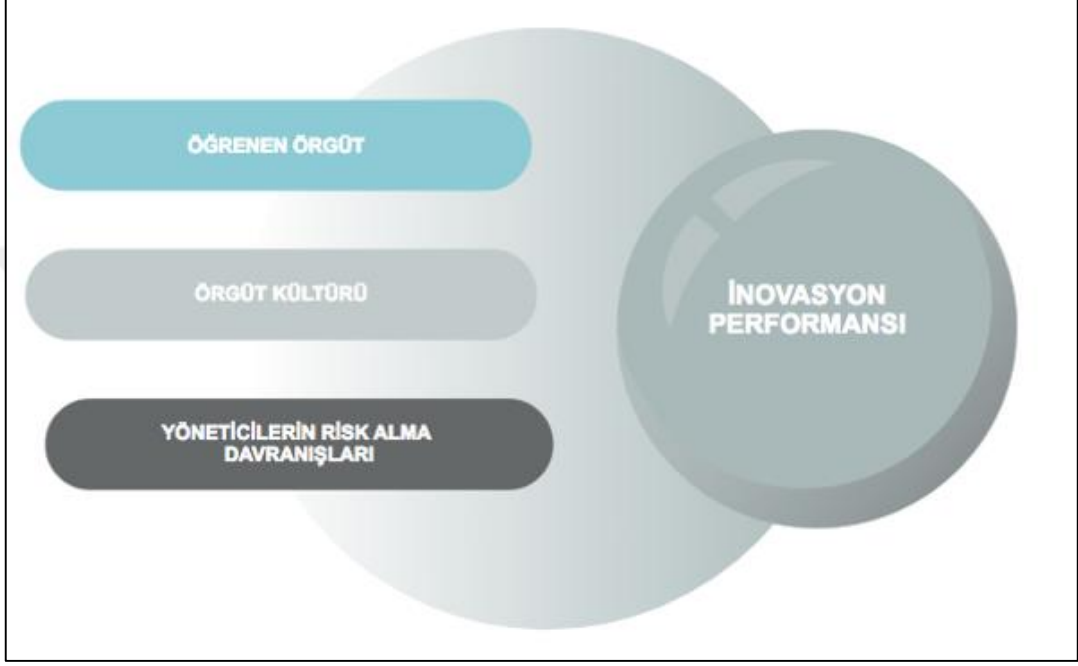 ÖĞRENEN ÖRGÜT
ÖRGÜT KÜLTÜRÜ
YÖNETİCİLERİN RİSK ALMA
DAVRANIŞLARI
İNOVASYON
PERFORMANSI